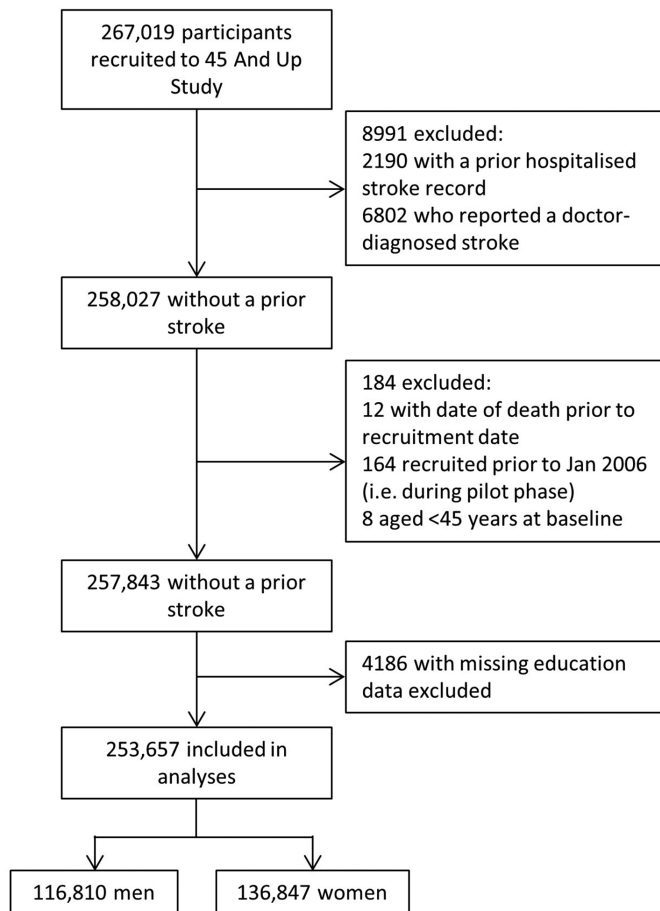 267,019 participants
recruited to 45 And Up
Study
8991 excluded:
2190 with a prior hospitalised
stroke record
6802 who reported a doctor-
diagnosed stroke
258,027 without a prior
stroke
184 excluded:
12 with date of death prior to
recruitment date
164 recruited prior to Jan 2006
(i.e. during pilot phase)
8 aged <45 years at baseline
257,843 without a prior
stroke
4186 with missing education
data excluded
253,657 included in
analyses
116,810 men
136,847 women